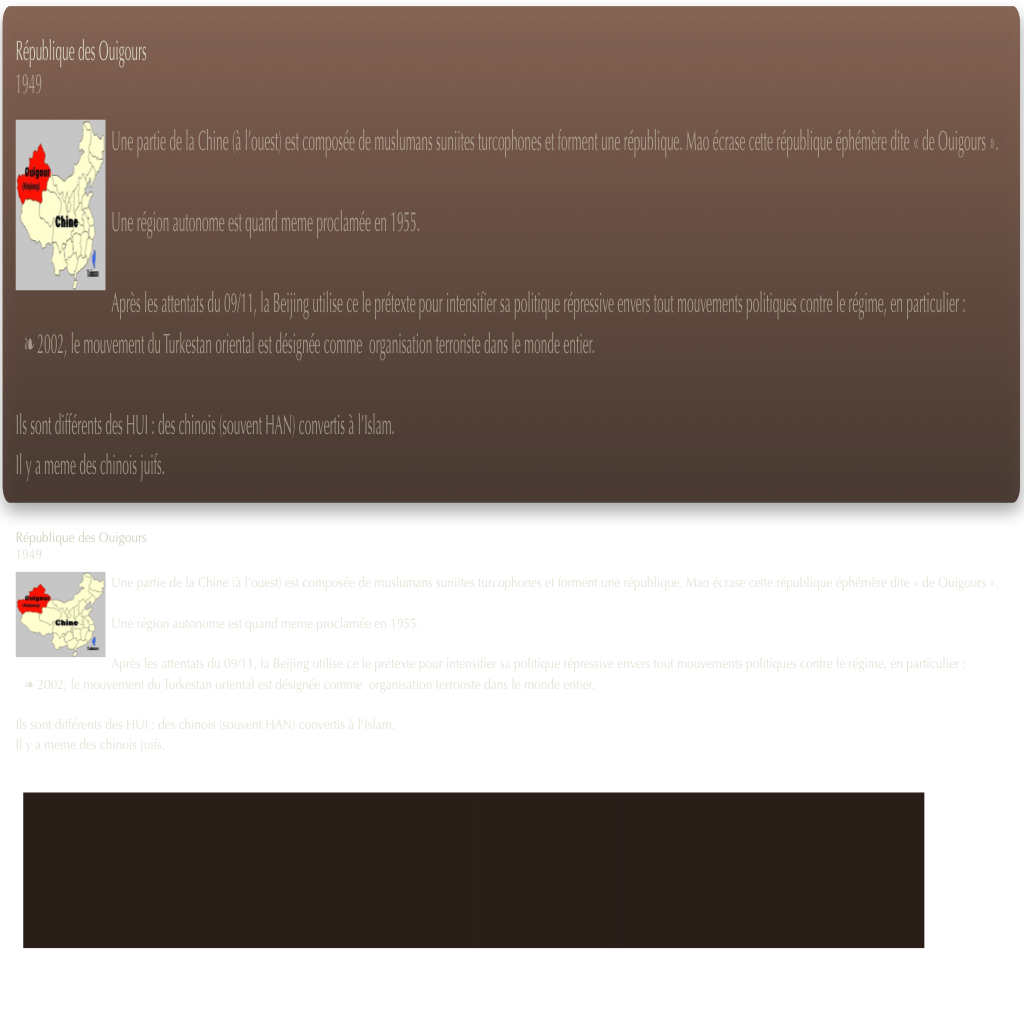 République des Ouigours
1949
Ouigour
(Xinjiang)
Chine
Taiwan
Une partie de la Chine (à l'ouest) est composée de muslumans suniites turcophones et forment une république. Mao écrase cette république éphémère dite « de Ouigours ».
Une région autonome est quand meme proclamée en 1955.
Après les attentats du 09/11, la Beijing utilise ce le prétexte pour intensifier sa politique répressive envers tout mouvements politiques contre le régime, en particulier :
❧ 2002, le mouvement du Turkestan oriental est désignée comme organisation terroriste dans le monde entier.
Ils sont différents des HUI : des chinois (souvent HAN) convertis à l'Islam.
Il y a meme des chinois juifs.
République des Ouigours
1949
Ouigour
(Xinjiang)
Chine
Taiwan
Une partie de la Chine (à l'ouest) est composée de muslumans suniites turcophones et forment une république. Mao écrase cette république éphémère dite « de Ouigours ».
Une région autonome est quand meme proclamée en 1955.
Après les attentats du 09/11, la Beijing utilise ce le prétexte pour intensifier sa politique répressive envers tout mouvements politiques contre le régime, en particulier :
❧ 2002, le mouvement du Turkestan oriental est désignée comme organisation terroriste dans le monde entier.
Ils sont différents des HUI : des chinois (souvent HAN) convertis à l'Islam.
Il y a meme des chinois juifs.